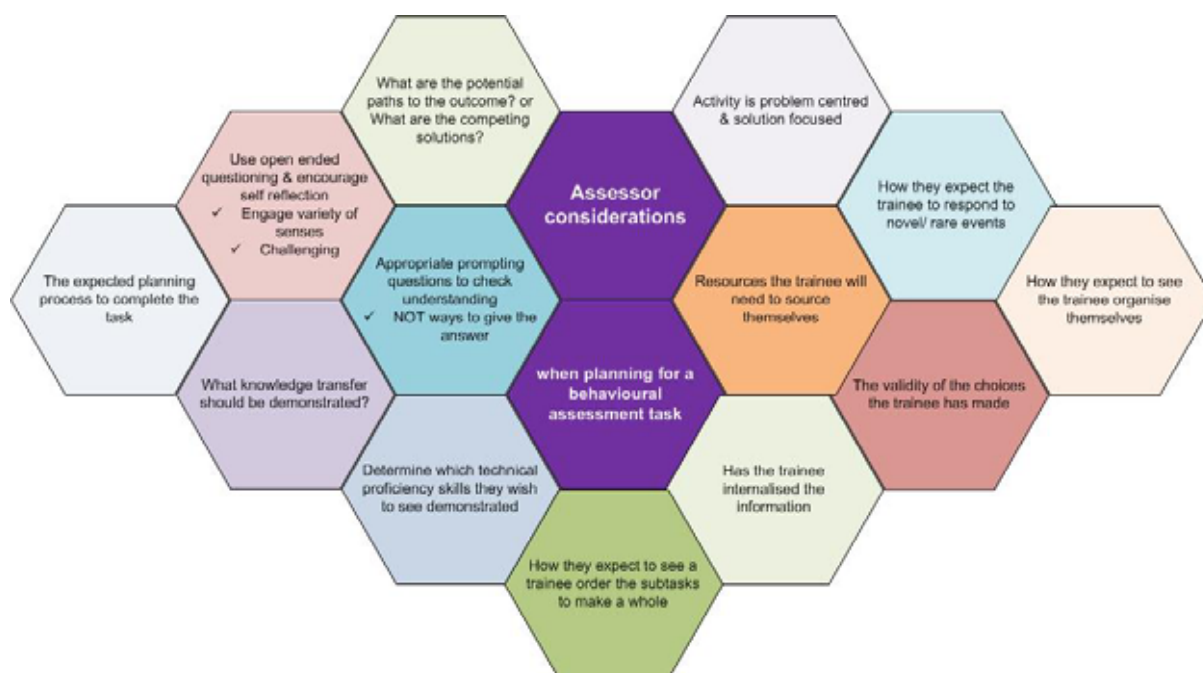 What are the potential
paths to the outcome? or
What are the competing
solutions?
Activity is problem centred
& solution focused
Use open ended
questioning & encourage
self reflection
✓ Engage variety of
senses
✓ Challenging
Assessor
considerations
How they expect the
trainee to respond to
novel/ rare events
The expected planning
process to complete the
task
Appropriate prompting
questions to check
understanding
✓ NOT ways to give the
answer
Resources the trainee will
need to source
themselves
How they expect to see
the trainee organise
themselves
What knowledge transfer
should be demonstrated?
when planning for a
behavioural
assessment task
The validity of the choices
the trainee has made
Determine which technical
proficiency skills they wish
to see demonstrated
Has the trainee
internalised the
information
How they expect to see a
trainee order the subtasks
to make a whole